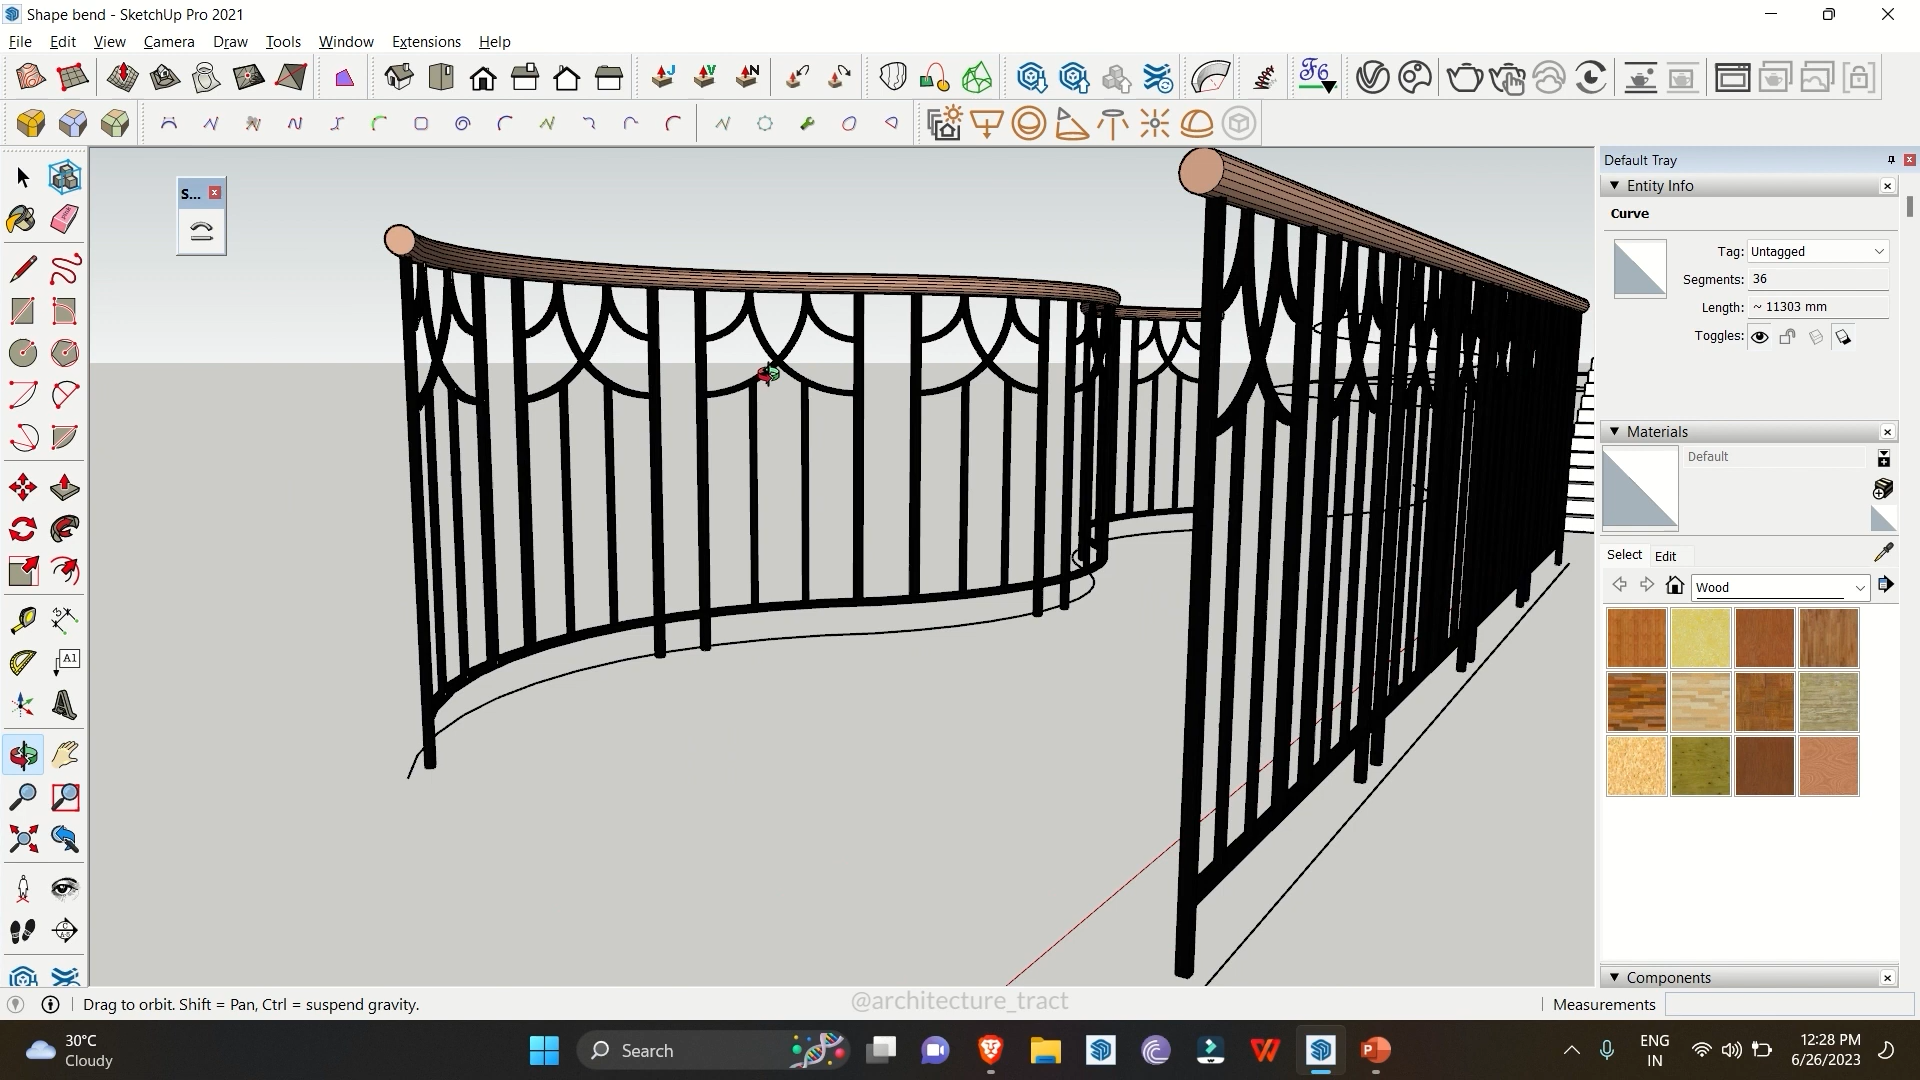 Shape bend - SketchUp Pro 2021
File Edit View Camera Draw Tools Window Extensions Help
J V N
F6
Default Tray
S...
Entity Info
Curve
Tag: Untagged
Segments: 36
Length: ~ 11303 mm
Toggles:
Materials
Default
Select Edit
Wood
A1
Components
Drag to orbit. Shift = Pan, Ctrl = suspend gravity.
@architecture_tract
Measurements
30°C
Cloudy
Search
ENG
IN
12:28 PM
6/26/2023